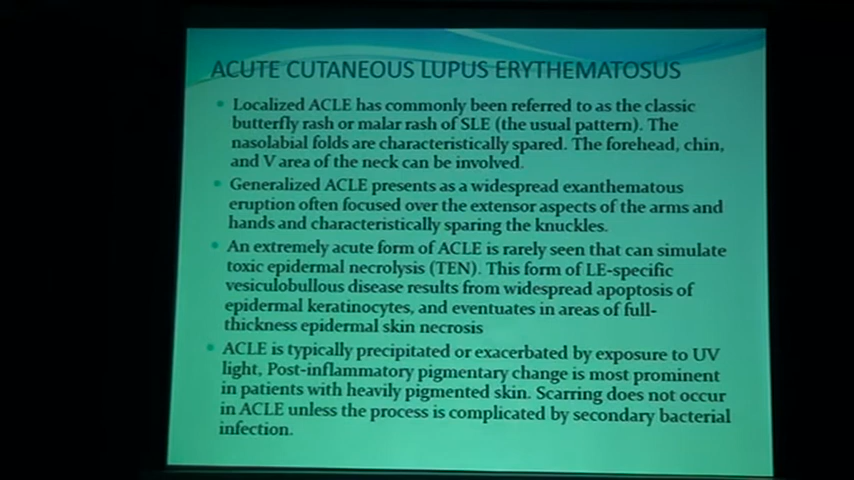 ACUTE CUTANEOUS LUPUS ERYTHEMATOSUS
• Localized ACLE has commonly been referred to as the classic
butterfly rash or malar rash of SLE (the usual pattern). The
nasolabial folds are characteristically spared. The forehead, chin,
and V area of the neck can be involved.
• Generalized ACLE presents as a widespread exanthematous
eruption often focused over the extensor aspects of the arms and
hands and characteristically sparing the knuckles.
• An extremely acute form of ACLE is rarely seen that can simulate
toxic epidermal necrolysis (TEN). This form of LE-specific
vesiculobullous disease results from widespread apoptosis of
epidermal keratinocytes, and eventuates in areas of full-
thickness epidermal skin necrosis
• ACLE is typically precipitated or exacerbated by exposure to UV
light, Post-inflammatory pigmentary change is most prominent
in patients with heavily pigmented skin. Scarring does not occur
in ACLE unless the process is complicated by secondary bacterial
infection.